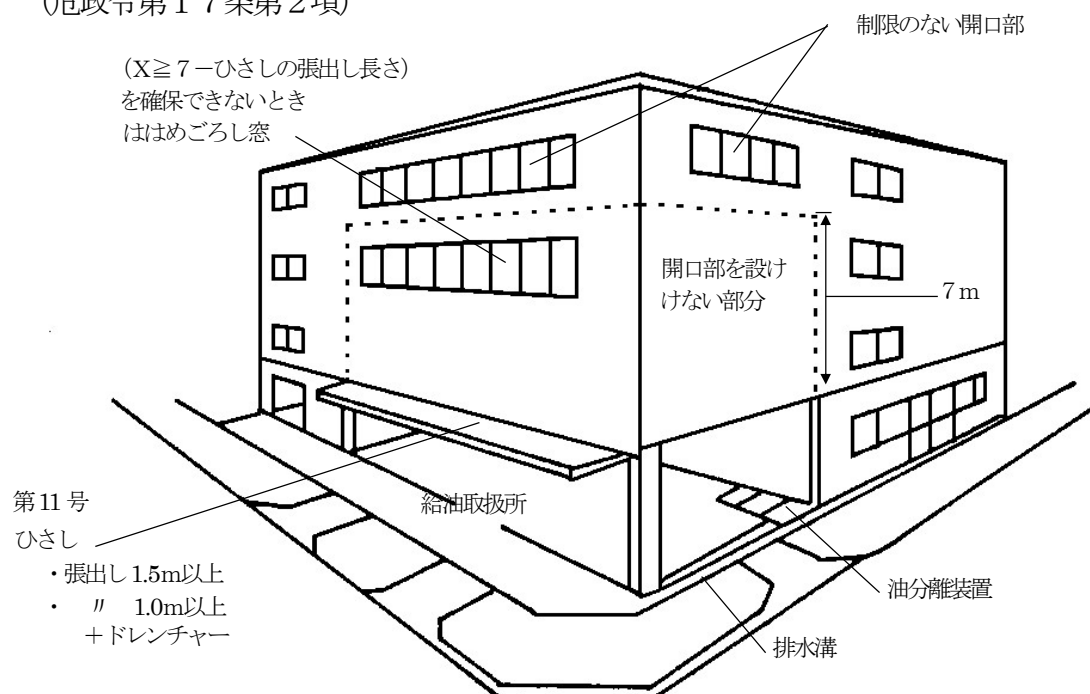 （危政令第１７条第２項）
制限のない開口部
（X≧７－ひさしの張出し長さ）
を確保できないとき
ははめごろし窓
開口部を設け
けない部分
７ｍ
第11号
ひさし
・張出し1.5m以上
・　〃　1.0m以上
＋ドレンチャー
給油取扱所
油分離装置
排水溝